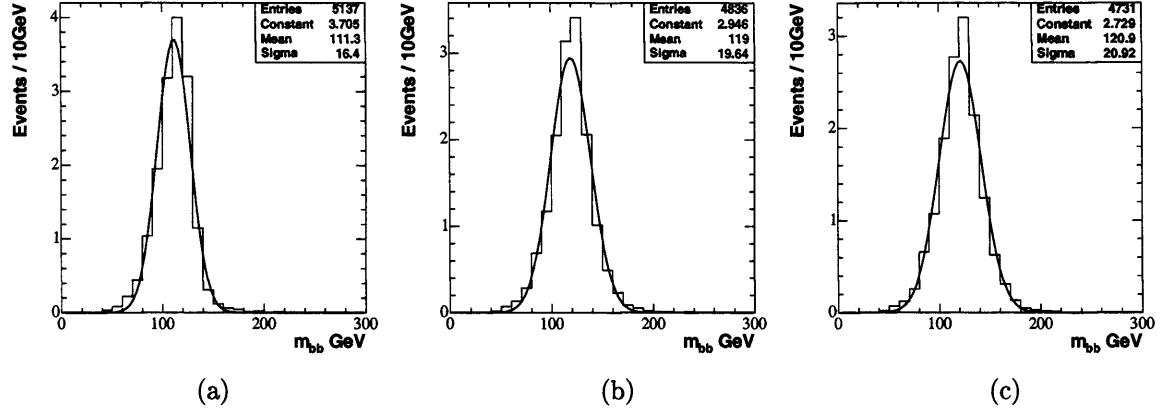 Events / 10GeV
4
3
2
1
0
0 100 200 300
m_bb GeV
Entries 5137
Constant 3.705
Mean 111.3
Sigma 16.4
(a)
Events / 10GeV
3
2
1
0
0 100 200 300
m_bb GeV
Entries 4836
Constant 2.946
Mean 119
Sigma 19.64
(b)
Events / 10GeV
3
2
1
0
0 100 200 300
m_bb GeV
Entries 4731
Constant 2.729
Mean 120.9
Sigma 20.92
(c)